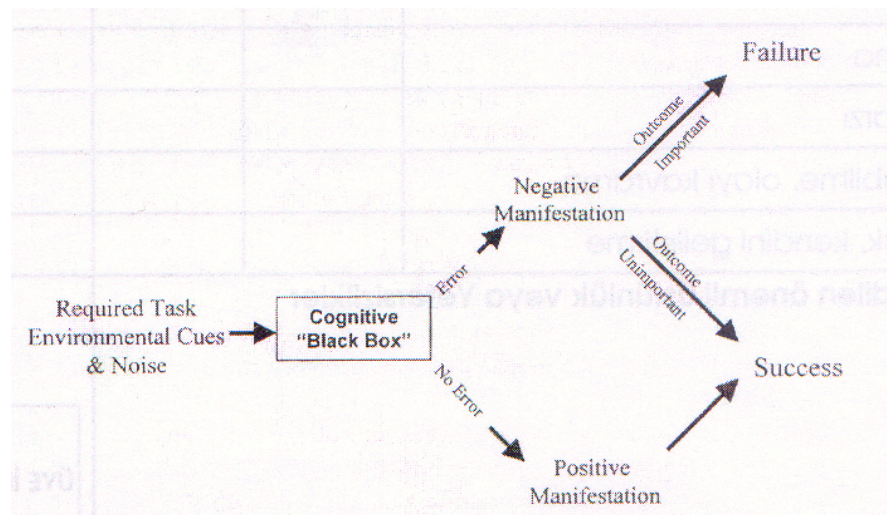 Failure
Outcome
Important
Negative
Manifestation
Error
Outcome
Unimportant
Required Task
Environmental Cues
& Noise
Cognitive
“Black Box”
Success
No Error
Positive
Manifestation